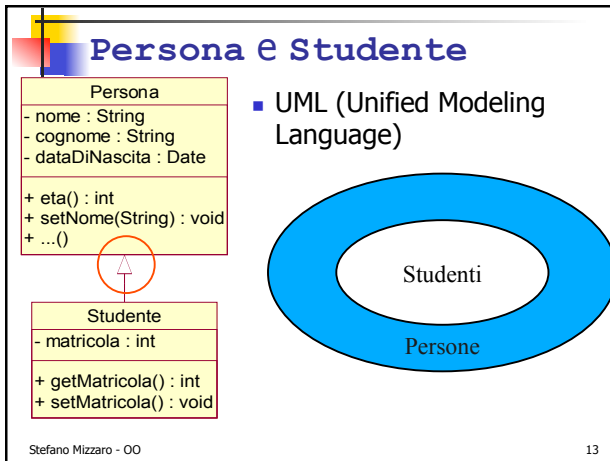 Persona e Studente
Persona
- nome : String
- cognome : String
- dataDiNascita : Date
+ eta() : int
+ setNome(String) : void
+ ...()
Studente
- matricola : int
+ getMatricola() : int
+ setMatricola() : void
UML (Unified Modeling
Language)
Studenti
Persone
Stefano Mizzaro - OO
13